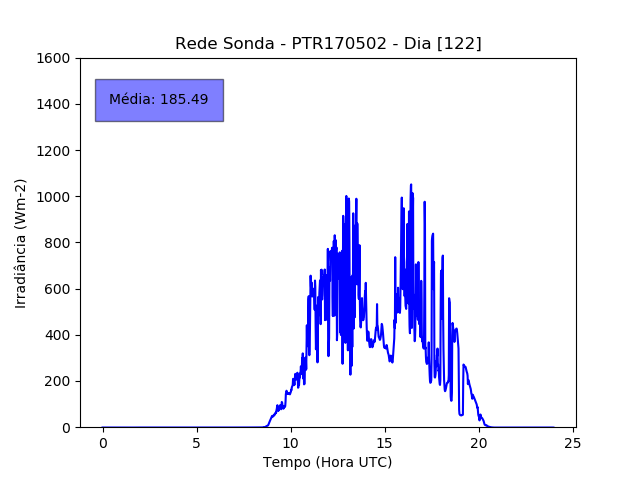 Rede Sonda - PTR170502 - Dia [122]
1600
1400
1200
1000
800
600
400
200
0
Irradiância (Wm-2)
Média: 185.49
0 5 10 15 20 25
Tempo (Hora UTC)